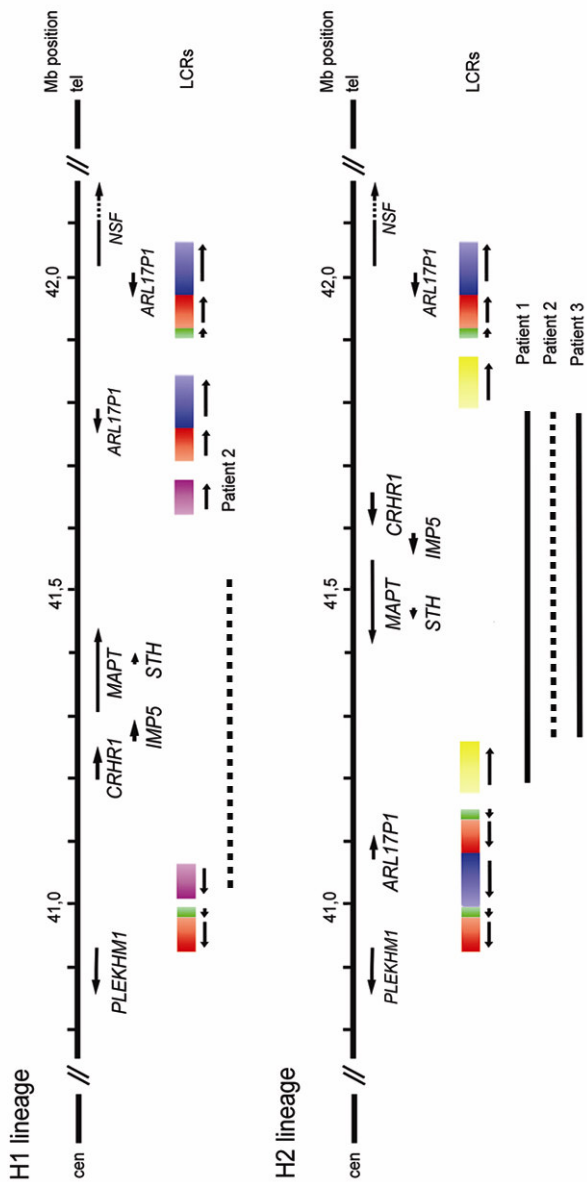 H1 lineage
Mb position
cen
41,0
41,5
42,0
tel
PLEKHM1
CRHR1
MAPT
ARL17P1
NSF
IMP5
STH
ARL17P1
LCRs
Patient 2
H2 lineage
Mb position
cen
41,0
41,5
42,0
tel
PLEKHM1
ARL17P1
MAPT
CRHR1
NSF
STH
IMP5
ARL17P1
LCRs
Patient 1
Patient 2
Patient 3